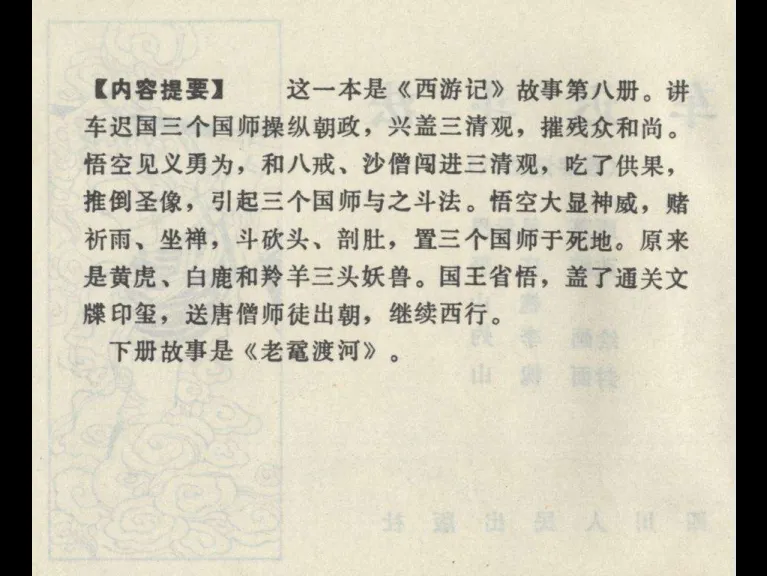 【内容提要】 这一本是《西游记》故事第八册。讲
车迟国三个国师操纵朝政，兴盖三清观，摧残众和尚。
悟空见义勇为，和八戒、沙僧闯进三清观，吃了供果，
推倒圣像，引起三个国师与之斗法。悟空大显神威，赌
祈雨、坐禅，斗砍头、剖肚，置三个国师于死地。原来
是黄虎、白鹿和羚羊三头妖兽。国王省悟，盖了通关文
牒印玺，送唐僧师徒出朝，继续西行。
下册故事是《老鼋渡河》。
四川人民出版社